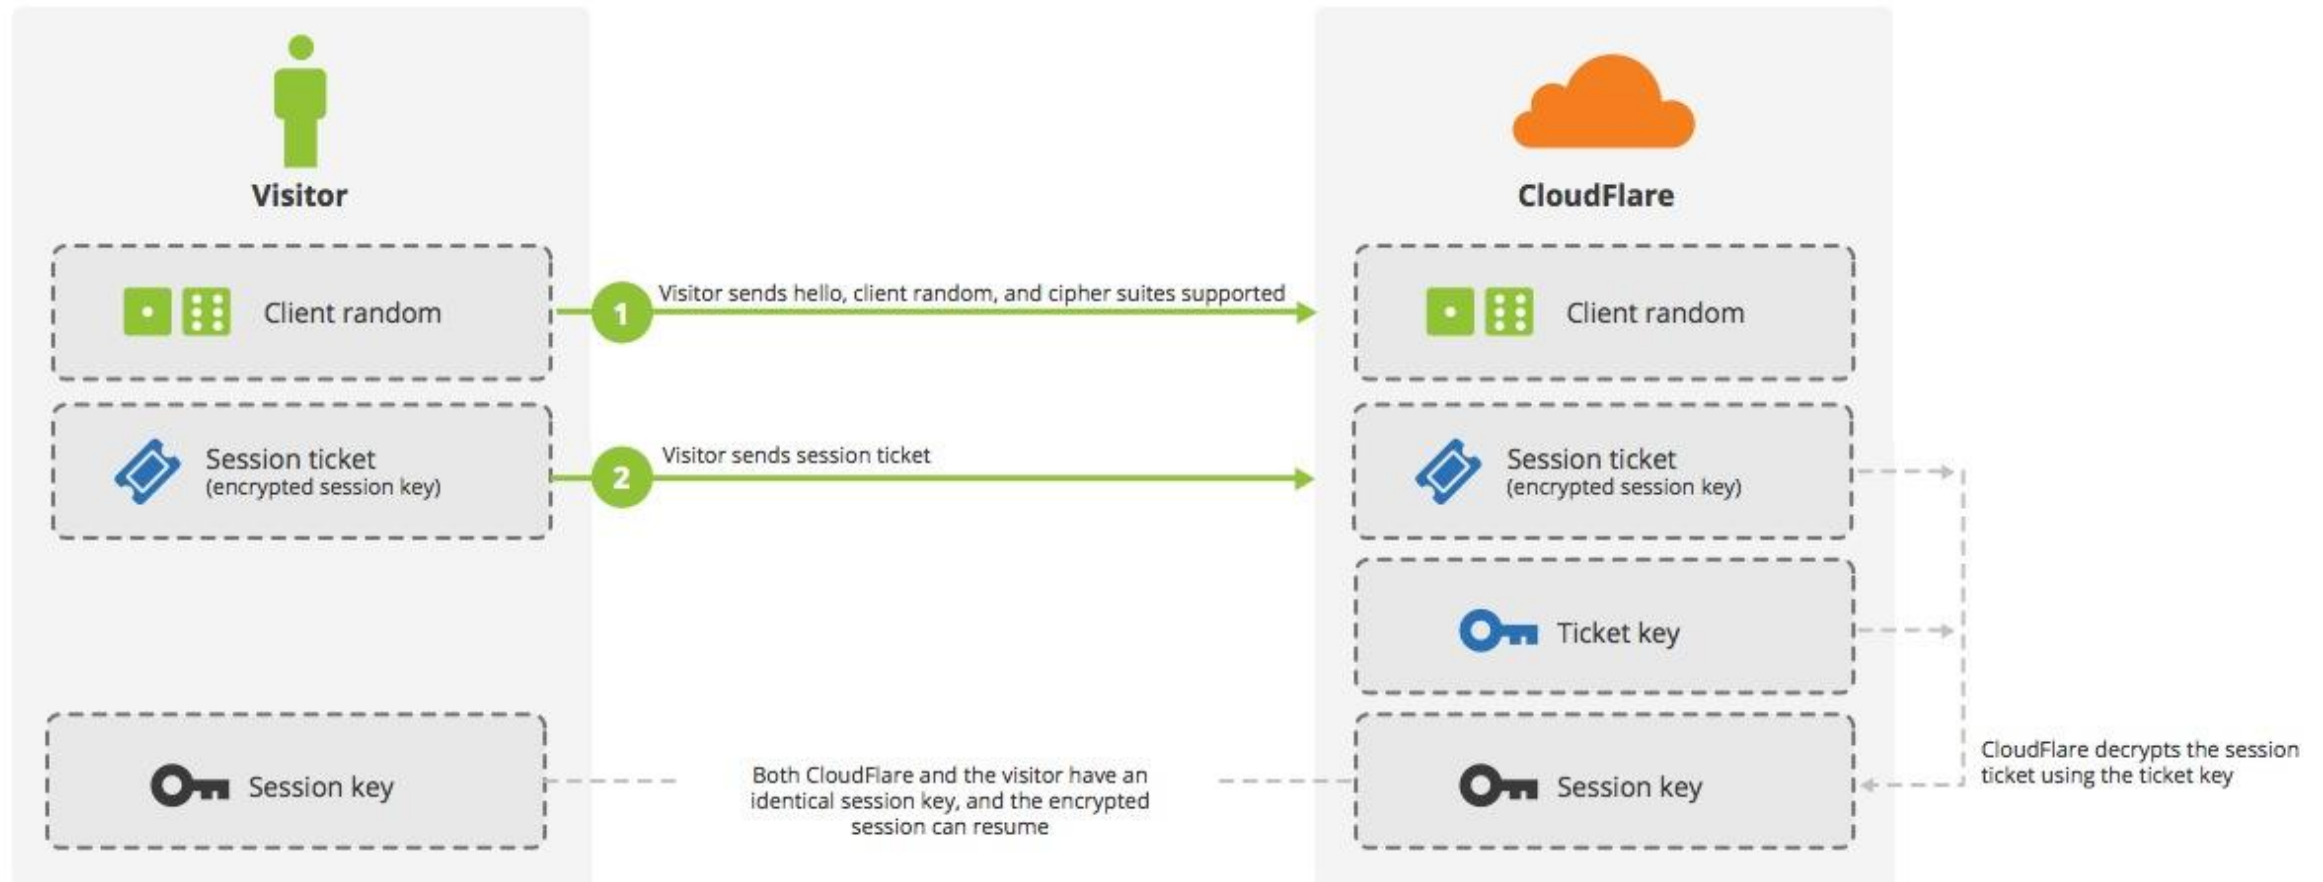 Visitor
CloudFlare
Client random
1
Visitor sends hello, client random, and cipher suites supported
Client random
Session ticket
(encrypted session key)
2
Visitor sends session ticket
Session ticket
(encrypted session key)
Ticket key
Session key
Both CloudFlare and the visitor have an
identical session key, and the encrypted
session can resume
Session key
CloudFlare decrypts the session
ticket using the ticket key